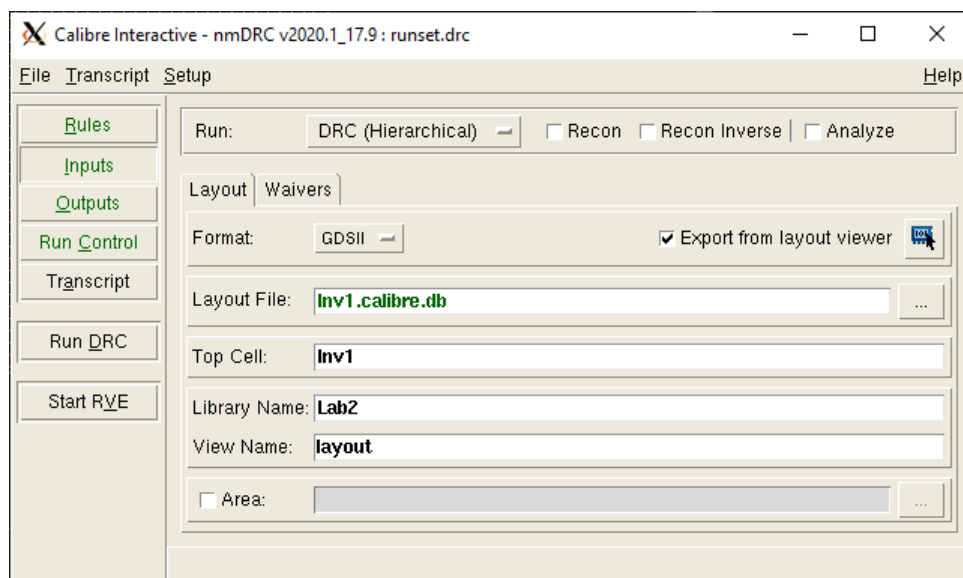 Calibre Interactive - nmDRC v2020.1_17.9 : runset.drc
File Transcript Setup Help
Rules
Inputs
Outputs
Run Control
Transcript
Run DRC
Start RVE
Run: DRC (Hierarchical) Recon Recon Inverse Analyze
Layout Waivers
Format: GDSII Export from layout viewer
Layout File: Inv1.calibre.db ...
Top Cell: Inv1
Library Name: Lab2
View Name: layout
Area: ...